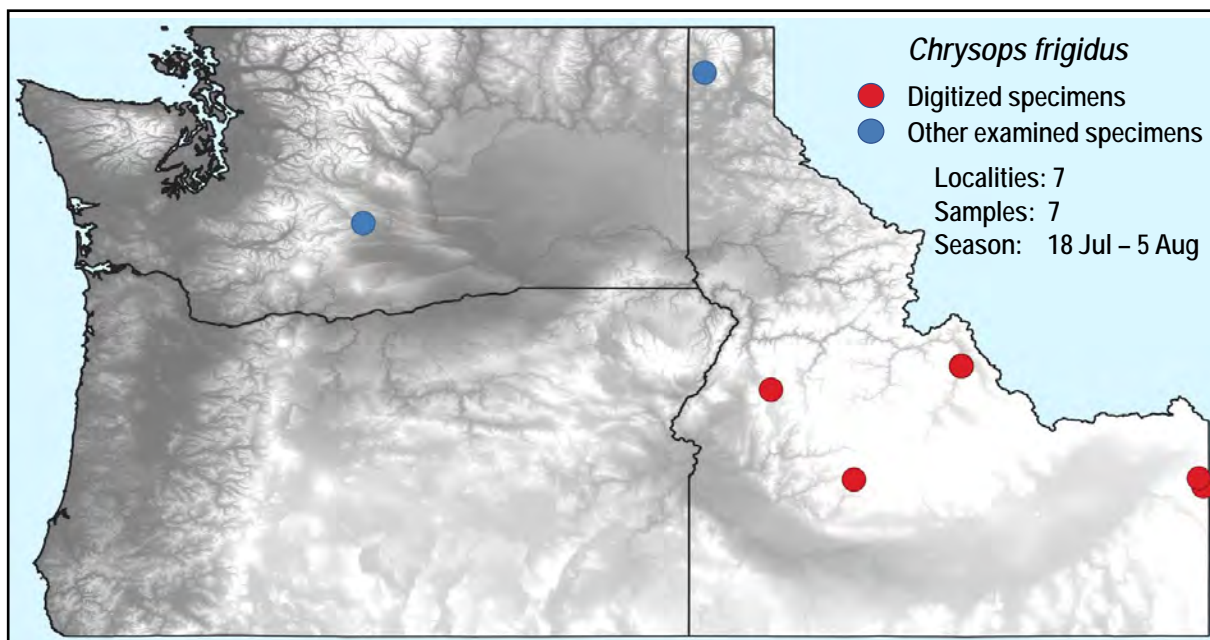 Chrysops frigidus
Digitized specimens
Other examined specimens
Localities: 7
Samples: 7
Season: 18 Jul – 5 Aug